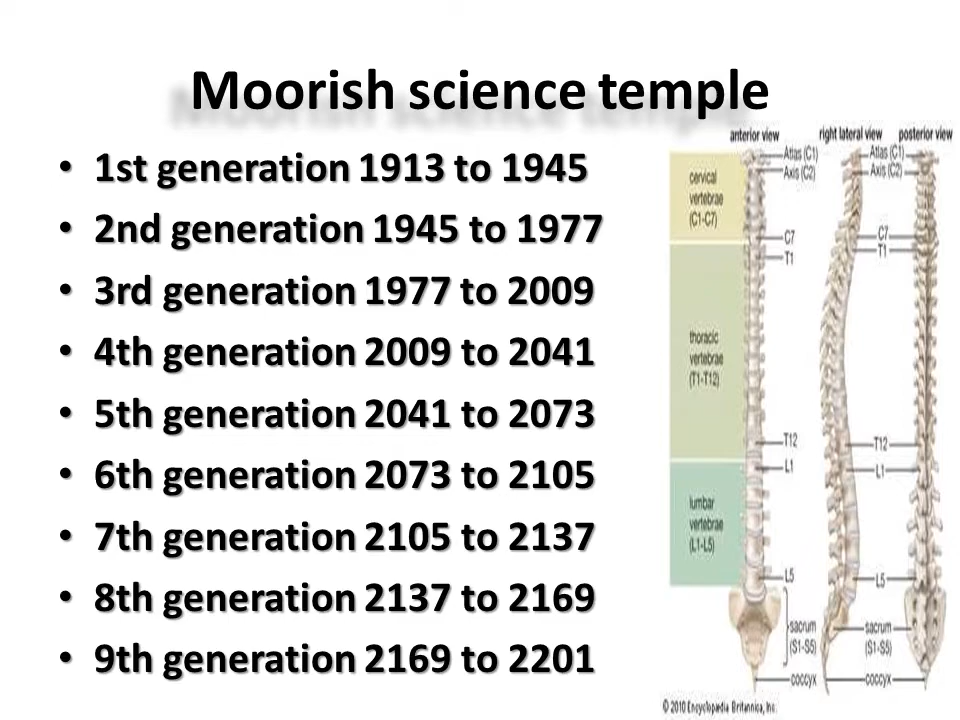 Moorish science temple
• 1st generation 1913 to 1945
• 2nd generation 1945 to 1977
• 3rd generation 1977 to 2009
• 4th generation 2009 to 2041
• 5th generation 2041 to 2073
• 6th generation 2073 to 2105
• 7th generation 2105 to 2137
• 8th generation 2137 to 2169
• 9th generation 2169 to 2201
anterior view right lateral view posterior view
Atlas (C1) Atlas (C1)
Axis (C2) Axis (C2)
cervical
vertebrae
(C1-C7)
C7 C7
T1 T1
thoracic
vertebrae
(T1-T12)
T12 T12
L1 L1
lumbar
vertebrae
(L1-L5)
L5 L5
sacrum sacrum
(S1-S5) (S1-S5)
coccyx coccyx
© 2010 Encyclopædia Britannica, Inc.